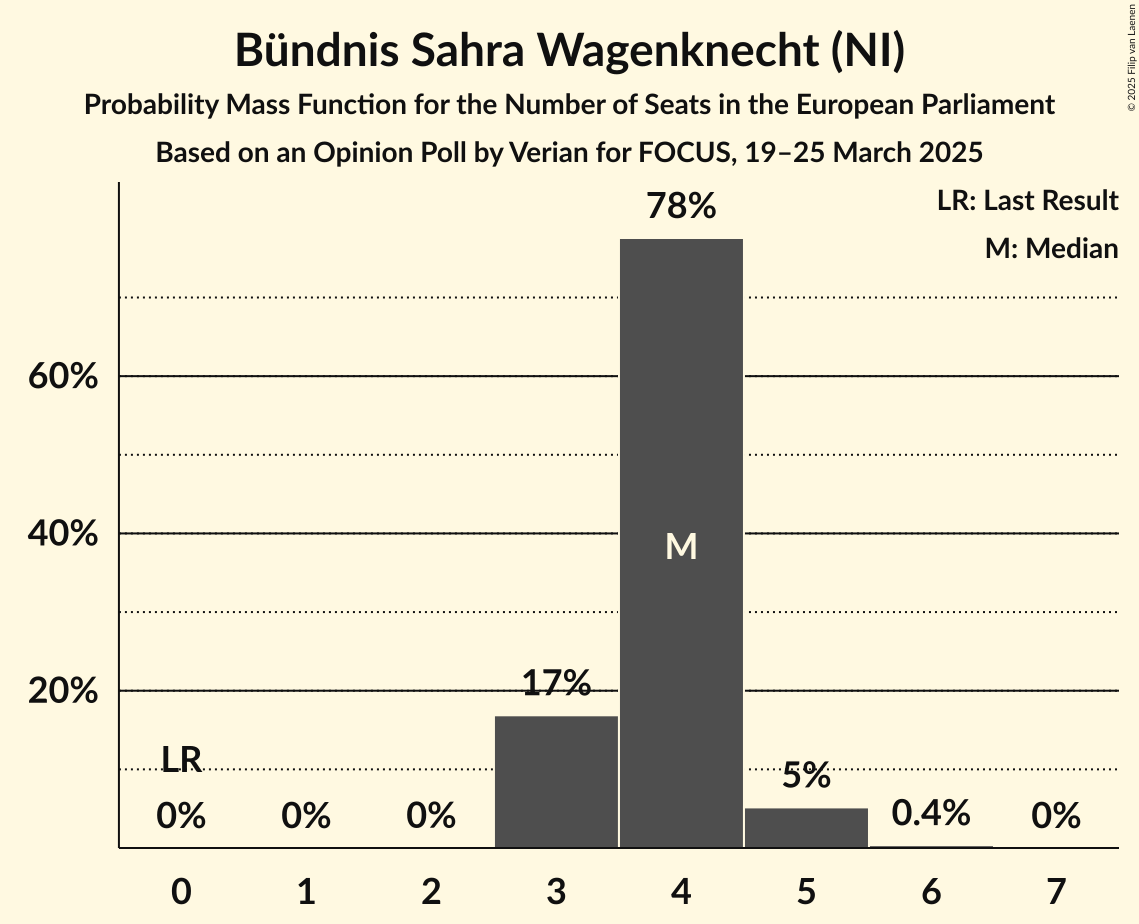 Bündnis Sahra Wagenknecht (NI)
Probability Mass Function for the Number of Seats in the European Parliament
Based on an Opinion Poll by Verian for FOCUS, 19–25 March 2025
© 2025 Filip van Laenen
LR: Last Result
M: Median
78%
60%
40%
M
20%
17%
LR
5%
0% 0% 0% 0.4% 0%
0 1 2 3 4 5 6 7